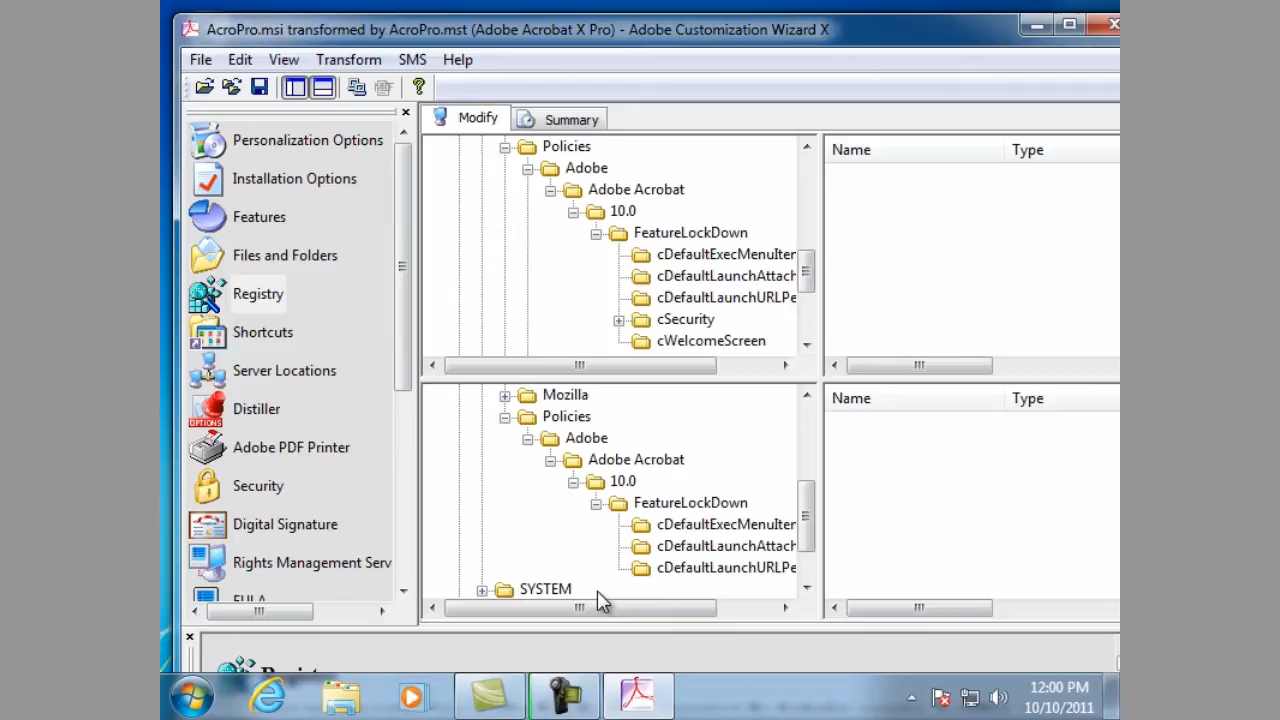 AcroPro.msi transformed by AcroPro.mst (Adobe Acrobat X Pro) - Adobe Customization Wizard X
File Edit View Transform SMS Help
Modify Summary
Personalization Options
Installation Options
Features
Files and Folders
Registry
Shortcuts
Server Locations
Distiller
OPTIONS
Adobe PDF Printer
Security
Digital Signature
Rights Management Serv
EULA
Policies
Adobe
Adobe Acrobat
10.0
FeatureLockDown
cDefaultExecMenuIter
cDefaultLaunchAttach
cDefaultLaunchURLPe
cSecurity
cWelcomeScreen
Name Type
Mozilla
Policies
Adobe
Adobe Acrobat
10.0
FeatureLockDown
cDefaultExecMenuIter
cDefaultLaunchAttach
cDefaultLaunchURLPe
SYSTEM
Name Type
Registry
12:00 PM
10/10/2011